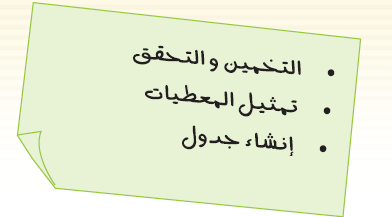 • التخمين والتحقق
• تمثيل المعطيات
• إنشاء جدول